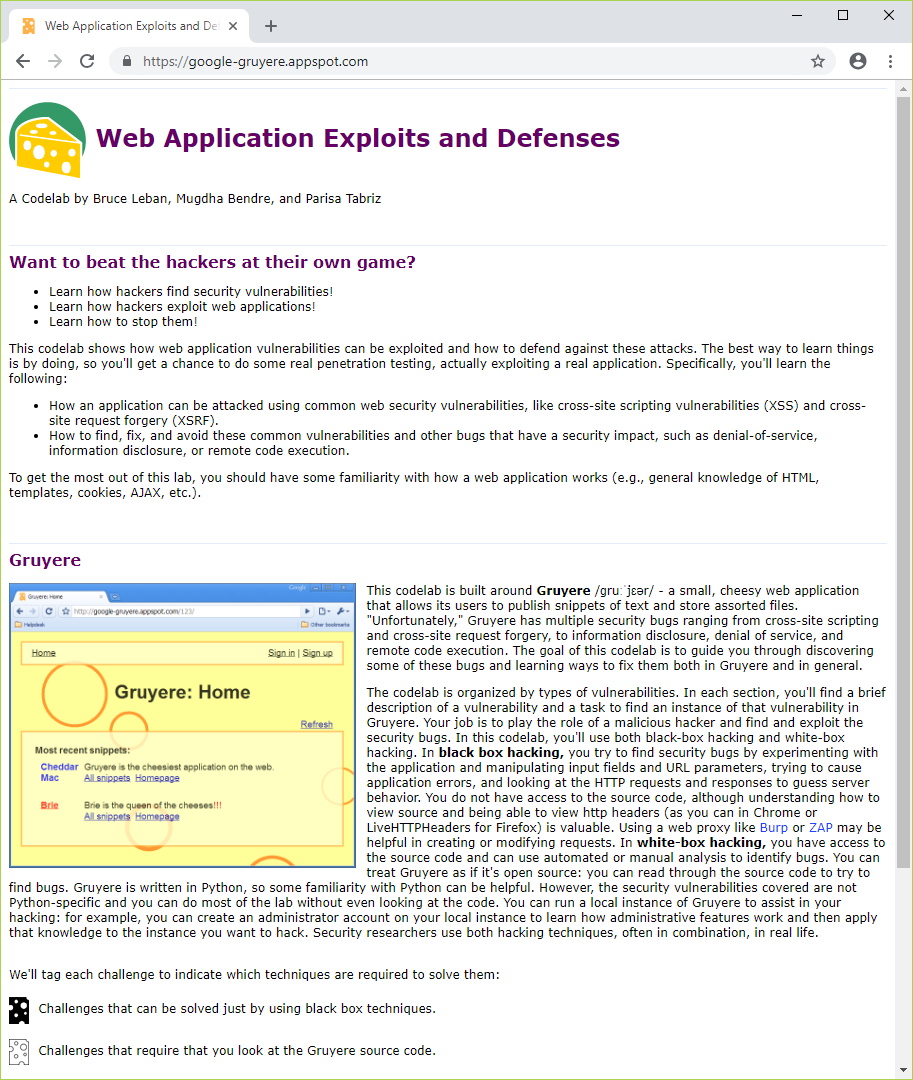 Web Application Exploits and De
https://google-gruyere.appspot.com
Web Application Exploits and Defenses
A Codelab by Bruce Leban, Mugdha Bendre, and Parisa Tabriz
Want to beat the hackers at their own game?
• Learn how hackers find security vulnerabilities!
• Learn how hackers exploit web applications!
• Learn how to stop them!
This codelab shows how web application vulnerabilities can be exploited and how to defend against these attacks. The best way to learn things
is by doing, so you'll get a chance to do some real penetration testing, actually exploiting a real application. Specifically, you'll learn the
following:
• How an application can be attacked using common web security vulnerabilities, like cross-site scripting vulnerabilities (XSS) and cross-
site request forgery (XSRF).
• How to find, fix, and avoid these common vulnerabilities and other bugs that have a security impact, such as denial-of-service,
information disclosure, or remote code execution.
To get the most out of this lab, you should have some familiarity with how a web application works (e.g., general knowledge of HTML,
templates, cookies, AJAX, etc.).
Gruyere
Gruyere: Home
http://google-gruyere.appspot.com/123/
Helpdesk
Other bookmarks
Home
Sign in | Sign up
Gruyere: Home
Refresh
Most recent snippets:
Cheddar Gruyere is the cheesiest application on the web.
Mac All snippets Homepage
Brie Brie is the queen of the cheeses!!!
All snippets Homepage
This codelab is built around Gruyere /ɡruːˈjɛər/ - a small, cheesy web application
that allows its users to publish snippets of text and store assorted files.
"Unfortunately," Gruyere has multiple security bugs ranging from cross-site scripting
and cross-site request forgery, to information disclosure, denial of service, and
remote code execution. The goal of this codelab is to guide you through discovering
some of these bugs and learning ways to fix them both in Gruyere and in general.
The codelab is organized by types of vulnerabilities. In each section, you'll find a brief
description of a vulnerability and a task to find an instance of that vulnerability in
Gruyere. Your job is to play the role of a malicious hacker and find and exploit the
security bugs. In this codelab, you'll use both black-box hacking and white-box
hacking. In black box hacking, you try to find security bugs by experimenting with
the application and manipulating input fields and URL parameters, trying to cause
application errors, and looking at the HTTP requests and responses to guess server
behavior. You do not have access to the source code, although understanding how to
view source and being able to view http headers (as you can in Chrome or
LiveHTTPHeaders for Firefox) is valuable. Using a web proxy like Burp or ZAP may be
helpful in creating or modifying requests. In white-box hacking, you have access to
the source code and can use automated or manual analysis to identify bugs. You can
treat Gruyere as if it's open source: you can read through the source code to try to
find bugs. Gruyere is written in Python, so some familiarity with Python can be helpful. However, the security vulnerabilities covered are not
Python-specific and you can do most of the lab without even looking at the code. You can run a local instance of Gruyere to assist in your
hacking: for example, you can create an administrator account on your local instance to learn how administrative features work and then apply
that knowledge to the instance you want to hack. Security researchers use both hacking techniques, often in combination, in real life.
We'll tag each challenge to indicate which techniques are required to solve them:
Challenges that can be solved just by using black box techniques.
Challenges that require that you look at the Gruyere source code.